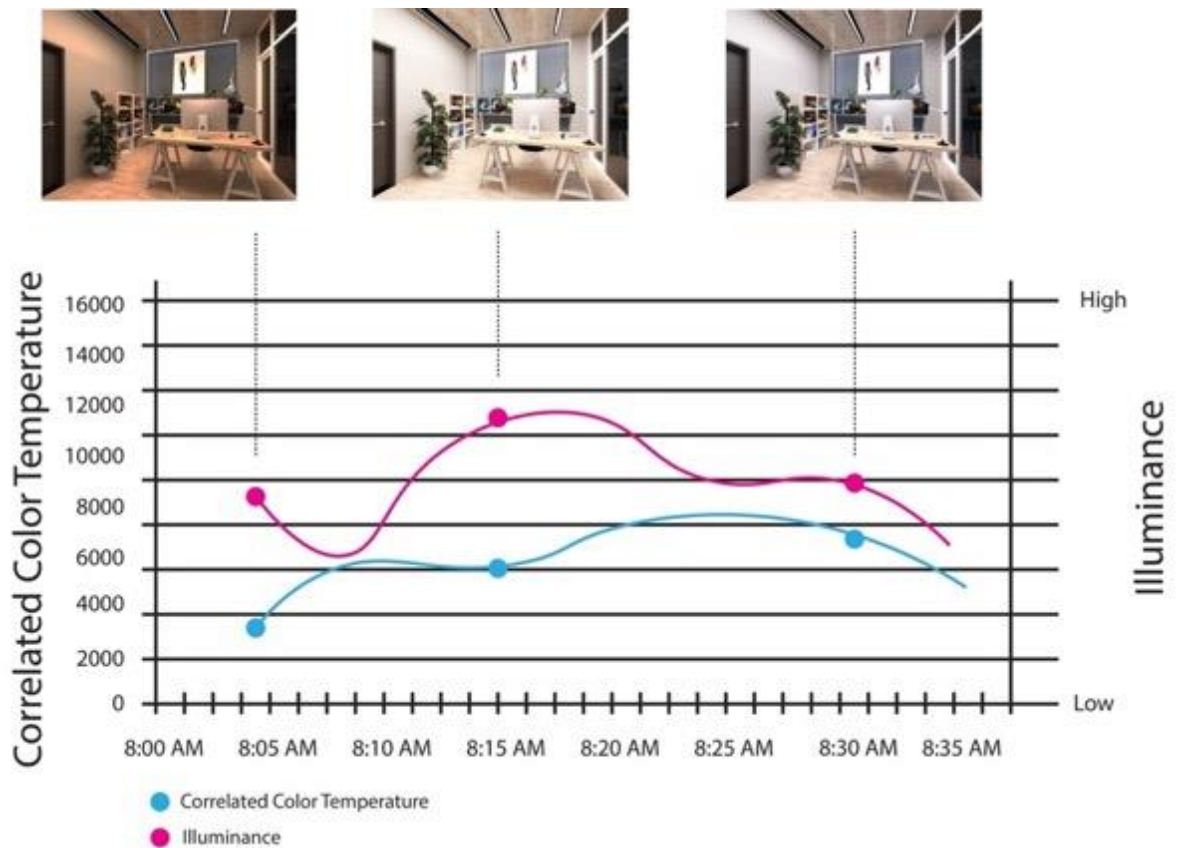 Correlated Color Temperature
16000
14000
12000
10000
8000
6000
4000
2000
0
High
Low
Illuminance
8:00 AM 8:05 AM 8:10 AM 8:15 AM 8:20 AM 8:25 AM 8:30 AM 8:35 AM
Correlated Color Temperature
Illuminance